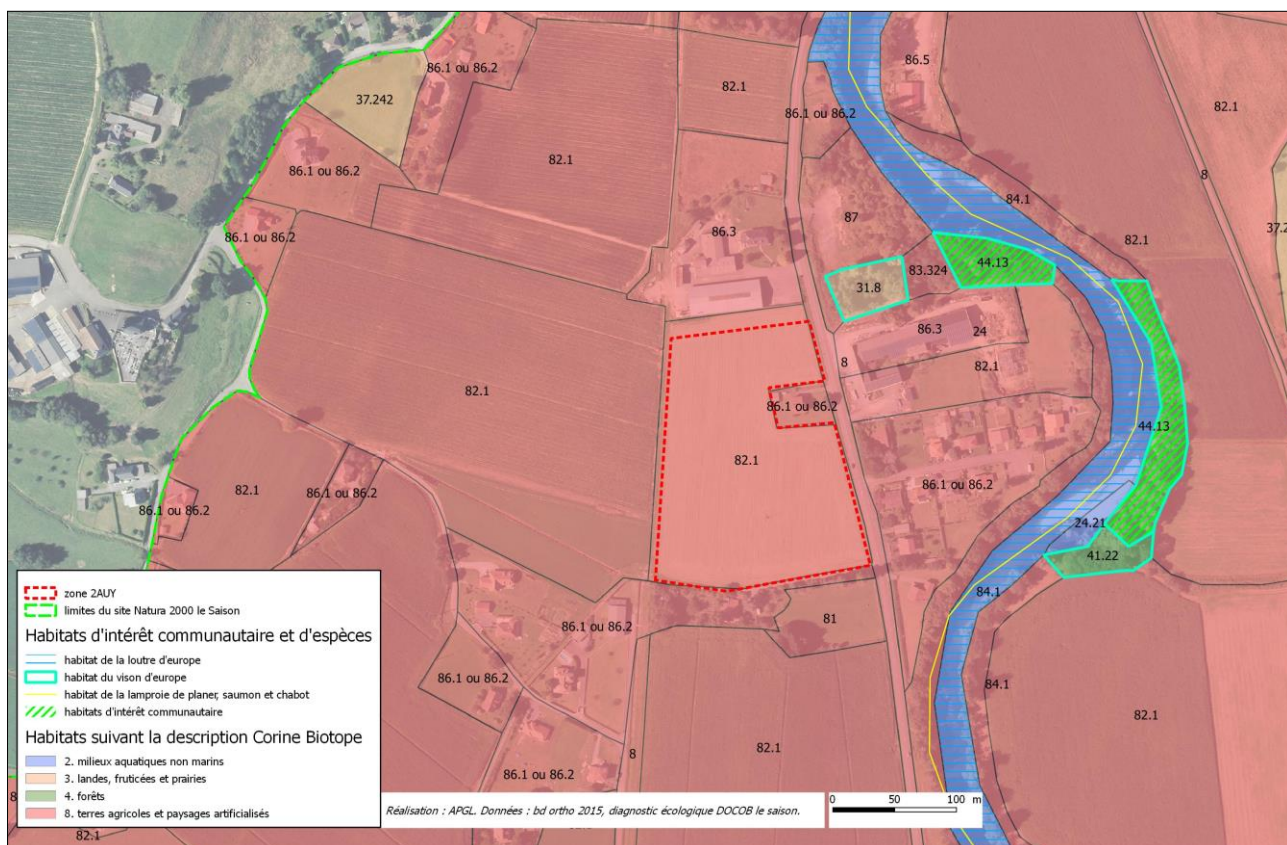 86.1 ou 86.2
86.5
37.242
82.1
82.1
86.1 ou 86.2
82.1
82.1
8
86.1 ou 86.2
84.1
87
86.3
82.1
37.2
86.1 ou 86.2
83.324
44.13
31.8
86.3
24
8
82.1
82.1
86.1 ou 86.2
44.13
82.1
82.1
86.1 ou 86.2
86.1 ou 86.2
86.1 ou 86.2
24.21
41.22
84.1
86.1 ou 86.2
81
86.1 ou 86.2
84.1
82.1
82.1
8
86.1 ou 86.2
8
82.1
zone 2AUY
limites du site Natura 2000 le Saison
Habitats d'intérêt communautaire et d'espèces
habitat de la loutre d'europe
habitat du vison d'europe
habitat de la lamproie de planer, saumon et chabot
habitats d'intérêt communautaire
Habitats suivant la description Corine Biotope
2. milieux aquatiques non marins
3. landes, fruticées et prairies
4. forêts
8. terres agricoles et paysages artificialisés
Réalisation : APGL. Données : bd ortho 2015, diagnostic écologique DOCOB le saison.
0 50 100 m